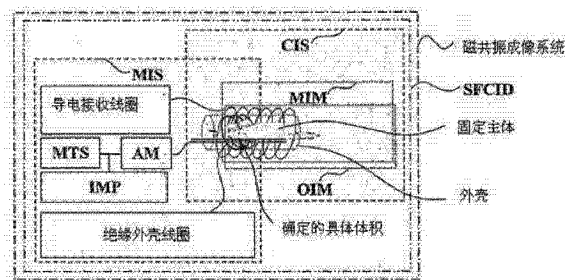 CIS
磁共振成像系统
MIS
SFCID
导电接收线圈
MIM
固定主体
MTS
AM
IMP
OIM
外壳
绝缘外壳线圈
确定的具体体积